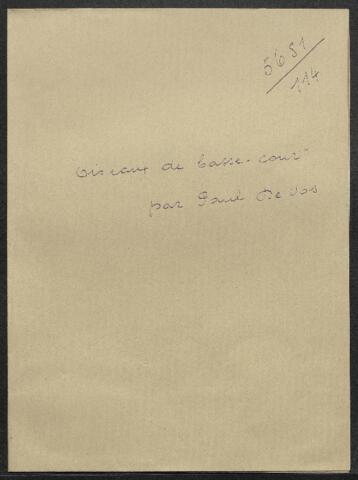 5681
114
Oiseaux de basse-cour
par Paul De Vos